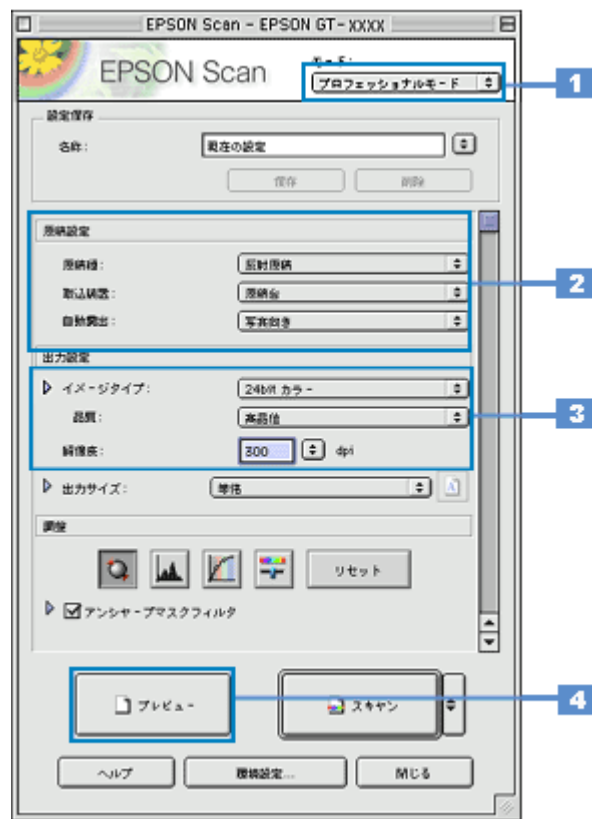 EPSON Scan - EPSON GT-XXXX
EPSON Scan
モード:
プロフェッショナルモード
1
設定保存
名称:
現在の設定
保存
削除
原稿設定
2
原稿種:
反射原稿
取込装置:
原稿台
自動露出:
写真向き
出力設定
イメージタイプ:
24bit カラー
3
品質:
高品位
解像度:
300
dpi
出力サイズ:
等倍
調整
リセット
アンシャープマスクフィルタ
プレビュー
スキャン
4
ヘルプ
環境設定...
閉じる